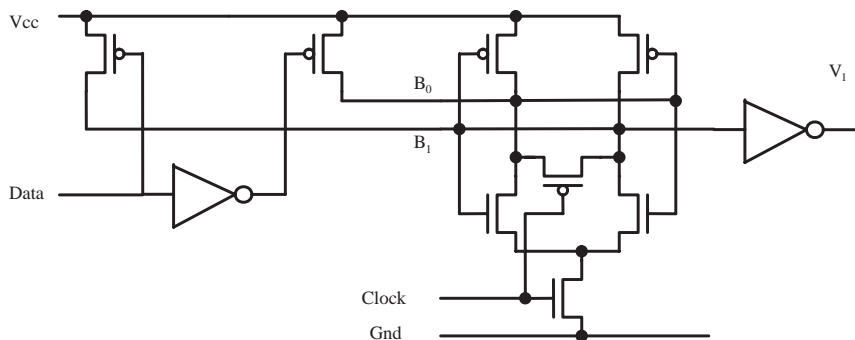 Vcc
V₁
B₀
B₁
Data
Clock
Gnd